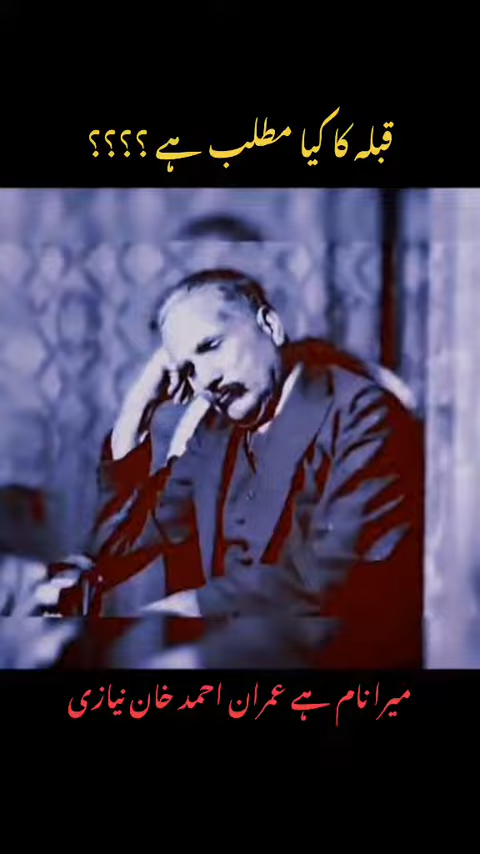 قبلہ کا کیا مطلب ہے ؟؟؟؟
میرا نام ہے عمران احمد خان نیازی